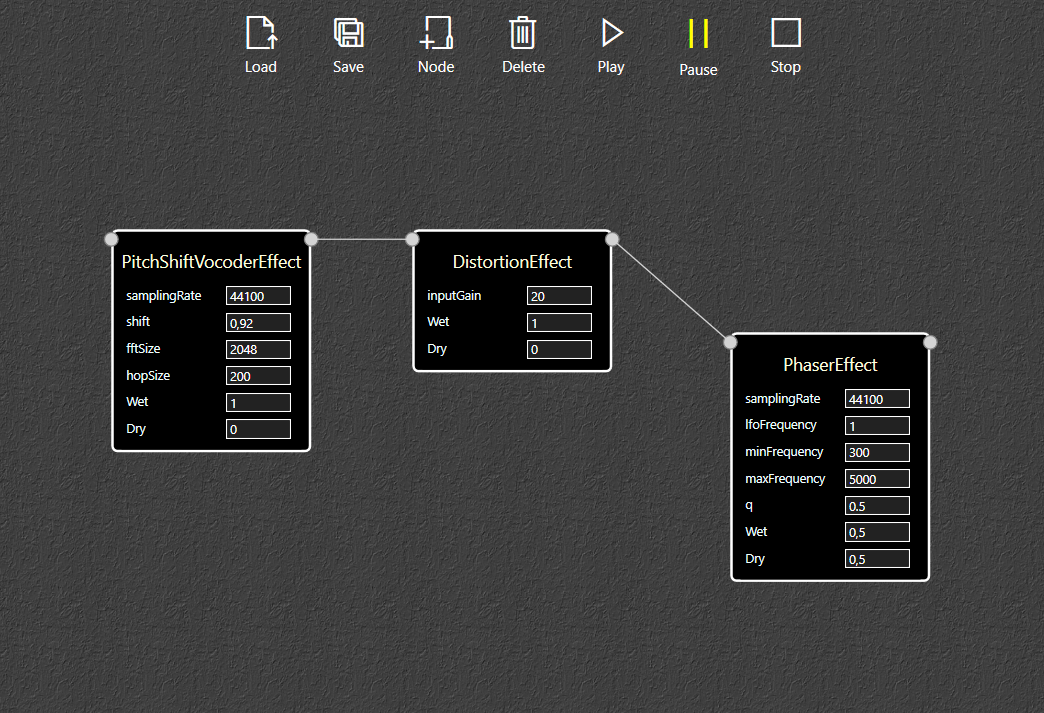 Load Save Node Delete Play Pause Stop
PitchShiftVocoderEffect
samplingRate 44100
shift 0,92
fftSize 2048
hopSize 200
Wet 1
Dry 0
DistortionEffect
inputGain 20
Wet 1
Dry 0
PhaserEffect
samplingRate 44100
lfoFrequency 1
minFrequency 300
maxFrequency 5000
q 0.5
Wet 0,5
Dry 0,5